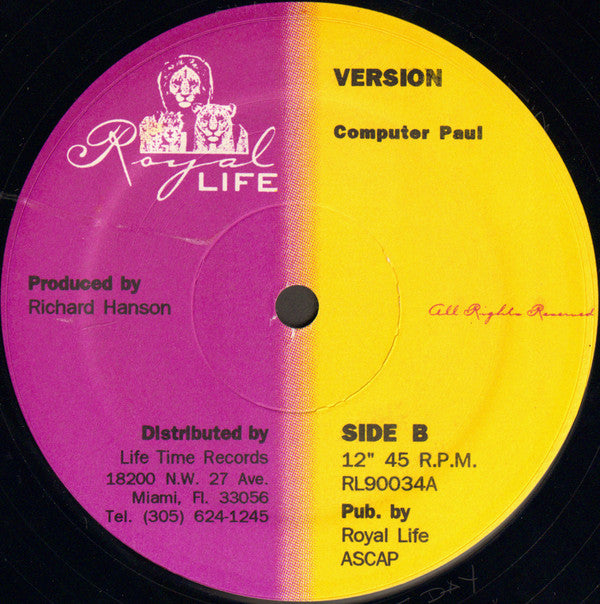 Royal
LIFE
VERSION
Computer Paul
Produced by
Richard Hanson
All Rights Reserved
Distributed by
Life Time Records
18200 N.W. 27 Ave.
Miami, Fl. 33056
Tel. (305) 624-1245
SIDE B
12" 45 R.P.M.
RL90034A
Pub. by
Royal Life
ASCAP
DAY